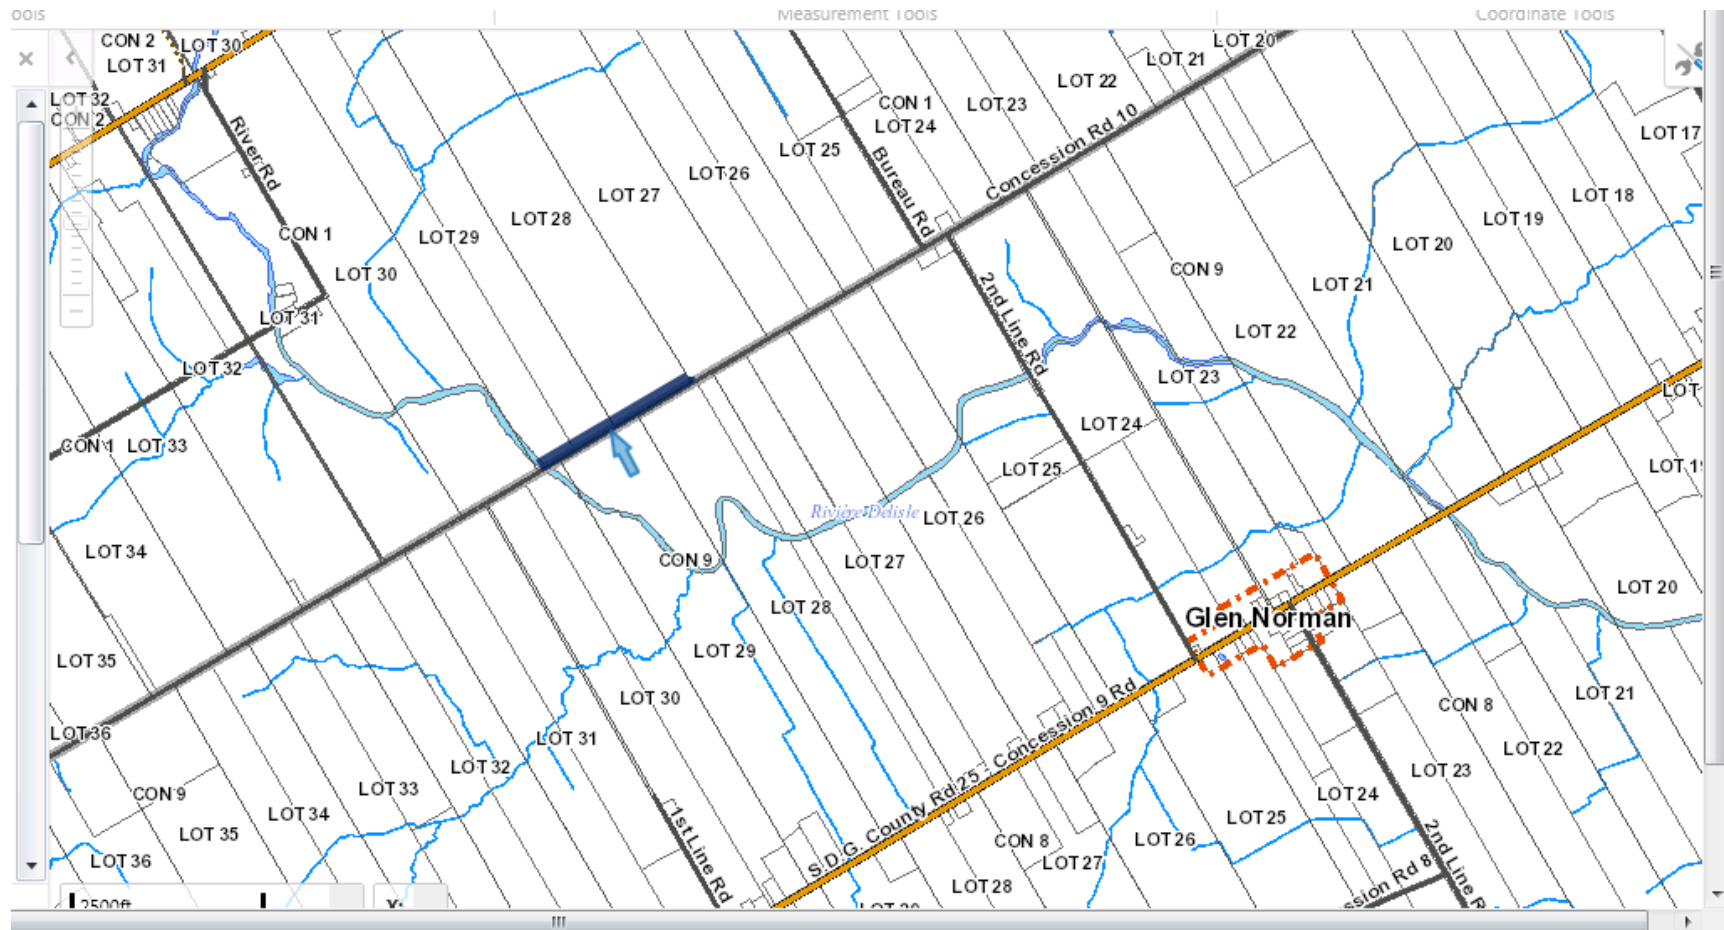 ools
Measurement Tools
Coordinate Tools
CON 2
LOT 30
LOT 31
LOT 32
CON 2
LOT 20
LOT 21
LOT 22
LOT 23
CON 1
LOT 24
LOT 25
LOT 17
River Rd
Bureau Rd
Concession Rd 10
LOT 26
LOT 27
LOT 28
LOT 29
CON 1
LOT 30
LOT 18
LOT 19
LOT 20
CON 9
LOT 21
2nd Line Rd
LOT 31
LOT 22
LOT 32
LOT 23
LOT
LOT 24
CON 1
LOT 33
LOT 25
LOT 19
Rivière Delisle
LOT 26
LOT 34
CON 9
LOT 27
LOT 20
LOT 28
Glen Norman
LOT 29
LOT 35
LOT 30
LOT 21
CON 8
LOT 36
LOT 31
LOT 22
S.D.G. County Rd 25 - Concession 9 Rd
LOT 32
LOT 23
CON 9
LOT 33
LOT 24
LOT 34
LOT 25
LOT 35
CON 8
LOT 26
1st Line Rd
2nd Line R
LOT 36
LOT 27
LOT 28
ssion Rd 8
2500ft
X: